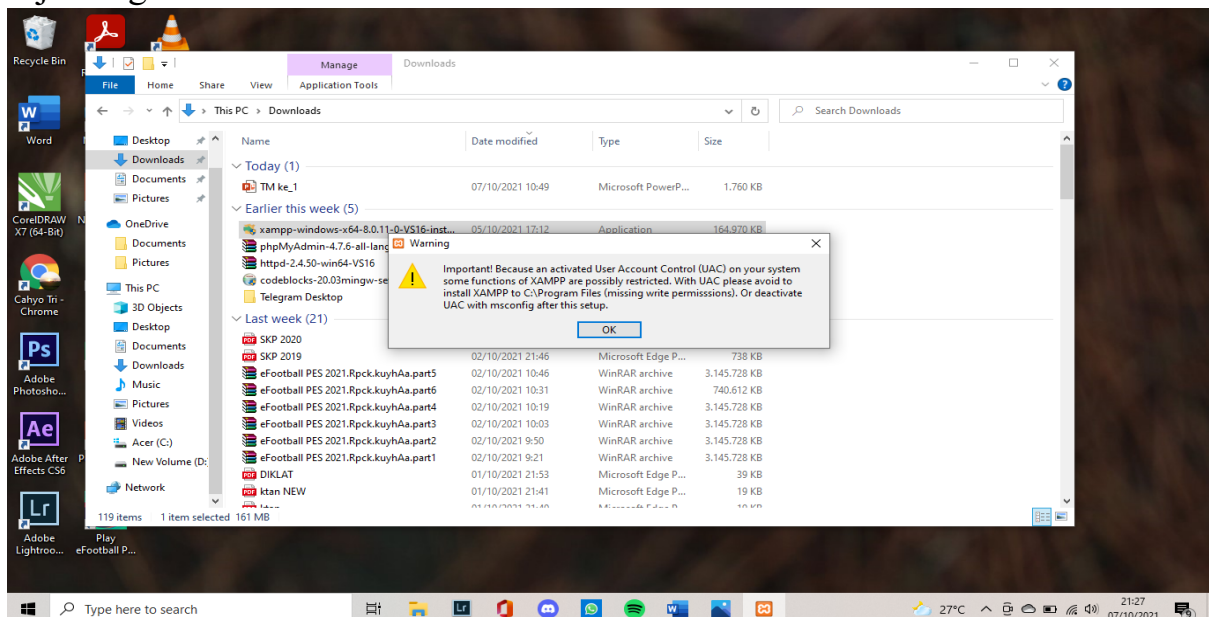 Recycle Bin
Manage
Downloads
File
Home
Share
View
Application Tools
This PC > Downloads
Search Downloads
Word
CorelDRAW
X7 (64-Bit)
Cahyo Tri -
Chrome
Adobe
Photosho...
Adobe After
Effects CS6
Adobe
Lightroo...
Play
eFootball P...
Desktop
Downloads
Documents
Pictures
OneDrive
Documents
Pictures
This PC
3D Objects
Desktop
Documents
Downloads
Music
Pictures
Videos
Acer (C:)
New Volume (D:
Network
Name Date modified Type Size
Today (1)
TM ke_1 07/10/2021 10:49 Microsoft PowerP... 1.760 KB
Earlier this week (5)
xampp-windows-x64-8.0.11-0-VS16-inst... 05/10/2021 17:12 Application 164.970 KB
phpMyAdmin-4.7.6-all-lang
httpd-2.4.50-win64-VS16
codeblocks-20.03mingw-se
Telegram Desktop
Last week (21)
SKP 2020
SKP 2019 02/10/2021 21:46 Microsoft Edge P... 738 KB
eFootball PES 2021.Rpck.kuyhAa.part5 02/10/2021 10:46 WinRAR archive 3.145.728 KB
eFootball PES 2021.Rpck.kuyhAa.part6 02/10/2021 10:31 WinRAR archive 740.612 KB
eFootball PES 2021.Rpck.kuyhAa.part4 02/10/2021 10:19 WinRAR archive 3.145.728 KB
eFootball PES 2021.Rpck.kuyhAa.part3 02/10/2021 10:03 WinRAR archive 3.145.728 KB
eFootball PES 2021.Rpck.kuyhAa.part2 02/10/2021 9:50 WinRAR archive 3.145.728 KB
eFootball PES 2021.Rpck.kuyhAa.part1 02/10/2021 9:21 WinRAR archive 3.145.728 KB
DIKLAT 01/10/2021 21:53 Microsoft Edge P... 39 KB
ktan NEW 01/10/2021 21:41 Microsoft Edge P... 19 KB
Warning
Important! Because an activated User Account Control (UAC) on your system
some functions of XAMPP are possibly restricted. With UAC please avoid to
install XAMPP to C:\Program Files (missing write permisssions). Or deactivate
UAC with msconfig after this setup.
OK
119 items 1 item selected 161 MB
Type here to search
27°C
21:27
07/10/2021